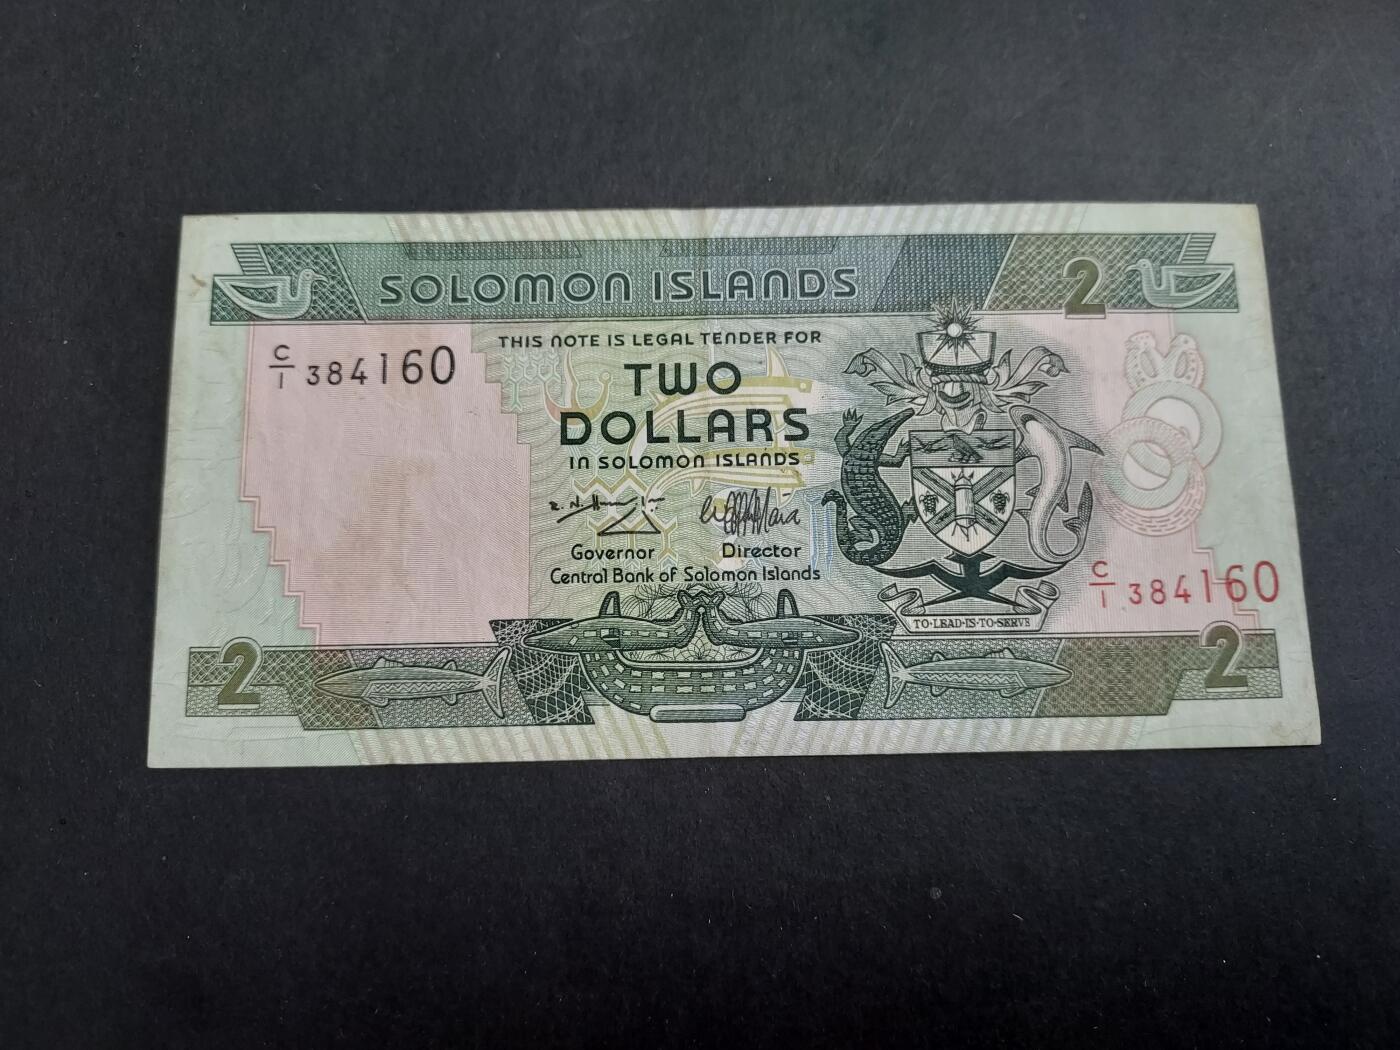 SOLOMON ISLANDS 2
C/1 384160
THIS NOTE IS LEGAL TENDER FOR
TWO
DOLLARS
IN SOLOMON ISLANDS
Governor Director
Central Bank of Solomon Islands
C/1 384160
TO·LEAD·IS·TO·SERVE
2 2